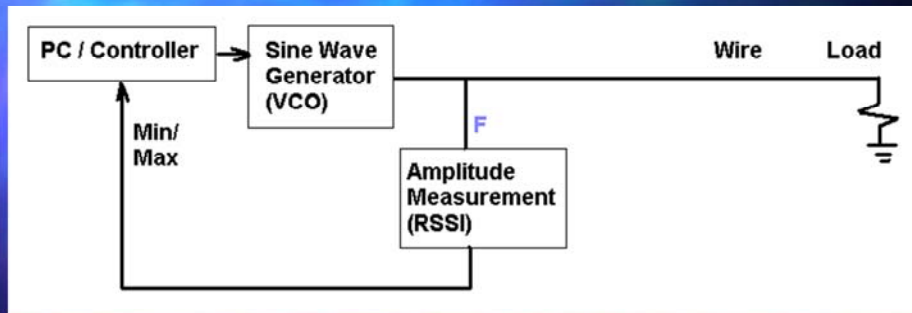 PC / Controller
Sine Wave
Generator
(VCO)
Wire
Load
Min/
Max
F
Amplitude
Measurement
(RSSI)